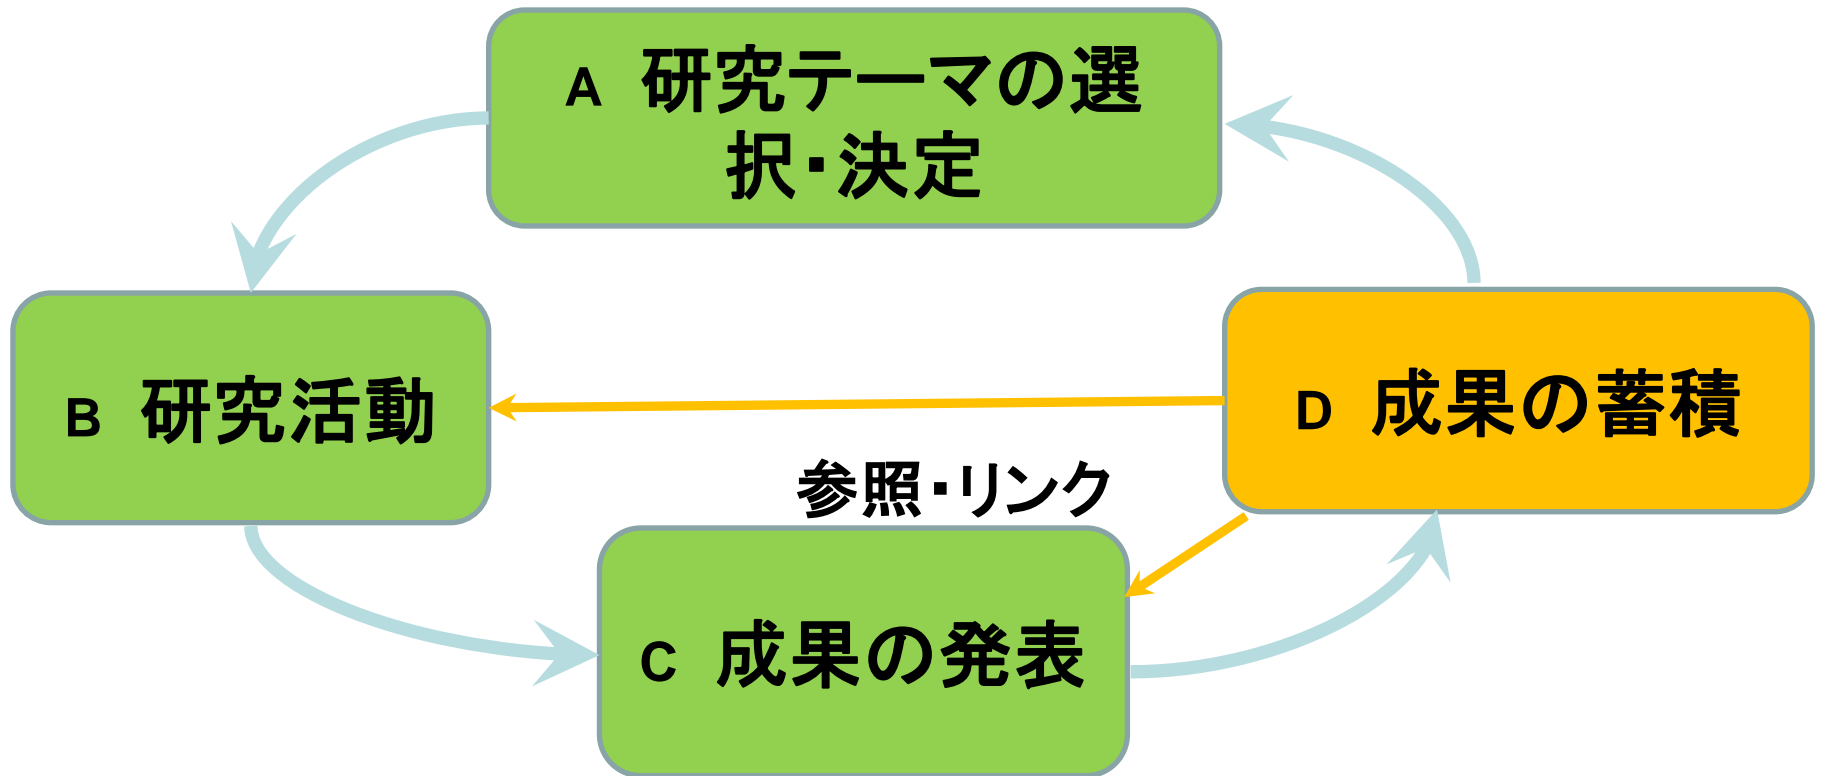 A 研究テーマの選
択・決定
B 研究活動
D 成果の蓄積
参照・リンク
C 成果の発表